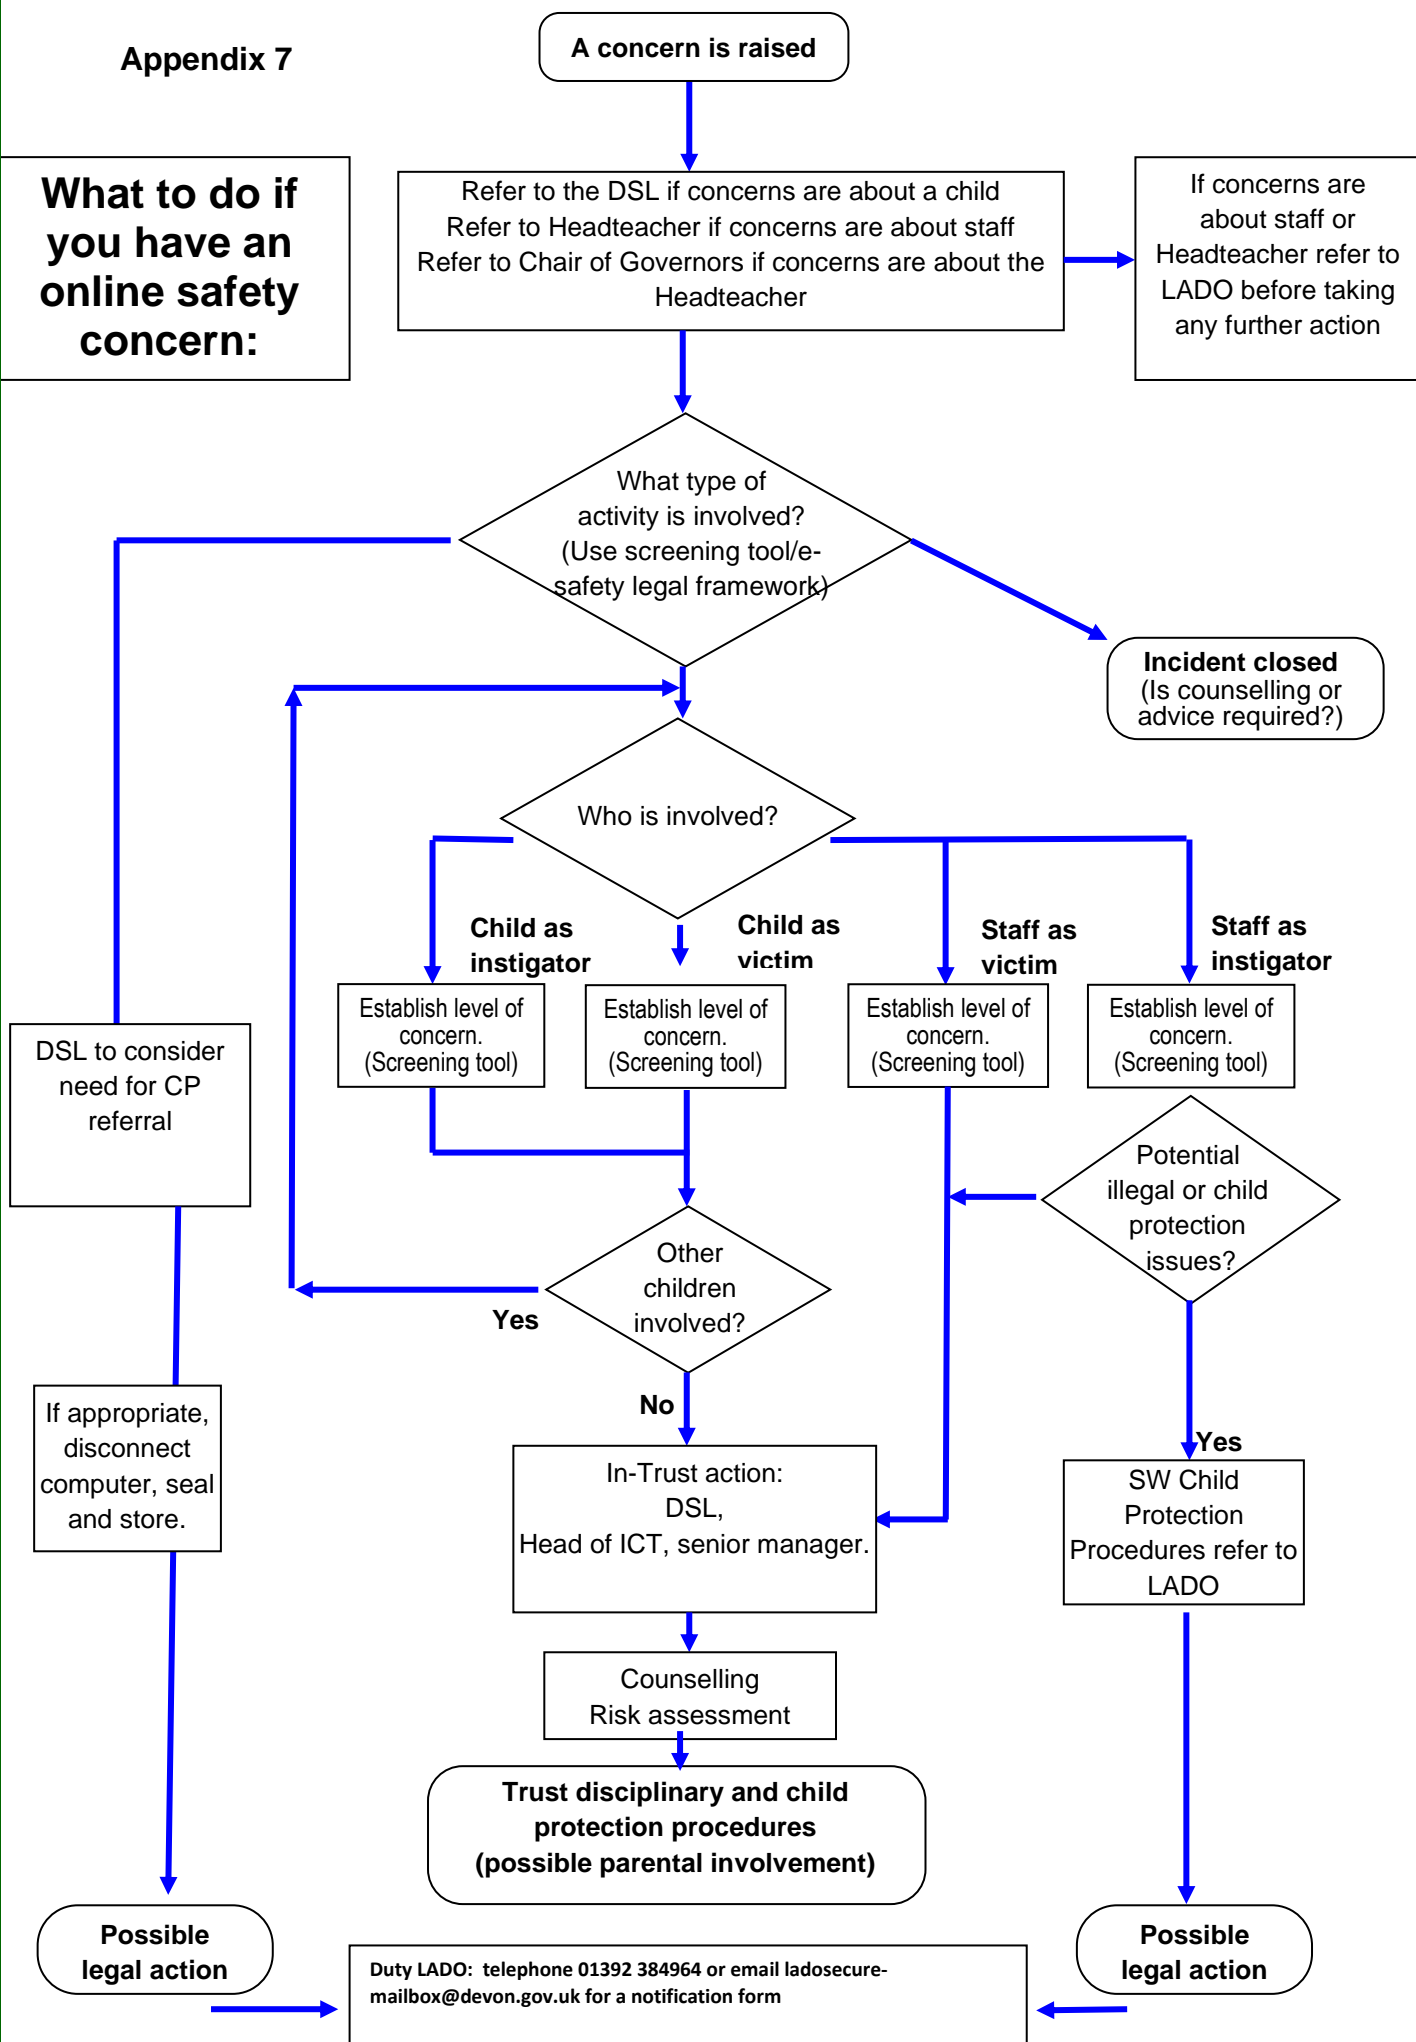 Appendix 7
A concern is raised
What to do if
you have an
online safety
concern:
Refer to the DSL if concerns are about a child
Refer to Headteacher if concerns are about staff
Refer to Chair of Governors if concerns are about the
Headteacher
If concerns are
about staff or
Headteacher refer to
LADO before taking
any further action
What type of
activity is involved?
(Use screening tool/e-
safety legal framework)
Incident closed
(Is counselling or
advice required?)
Who is involved?
Child as
instigator
Child as
victim
Staff as
victim
Staff as
instigator
Establish level of
concern.
(Screening tool)
Establish level of
concern.
(Screening tool)
Establish level of
concern.
(Screening tool)
Establish level of
concern.
(Screening tool)
DSL to consider
need for CP
referral
Potential
illegal or child
protection
issues?
Other
children
involved?
Yes
No
Yes
If appropriate,
disconnect
computer, seal
and store.
In-Trust action:
DSL,
Head of ICT, senior manager.
SW Child
Protection
Procedures refer to
LADO
Counselling
Risk assessment
Trust disciplinary and child
protection procedures
(possible parental involvement)
Possible
legal action
Possible
legal action
Duty LADO:  telephone 01392 384964 or email ladosecure-
mailbox@devon.gov.uk for a notification form